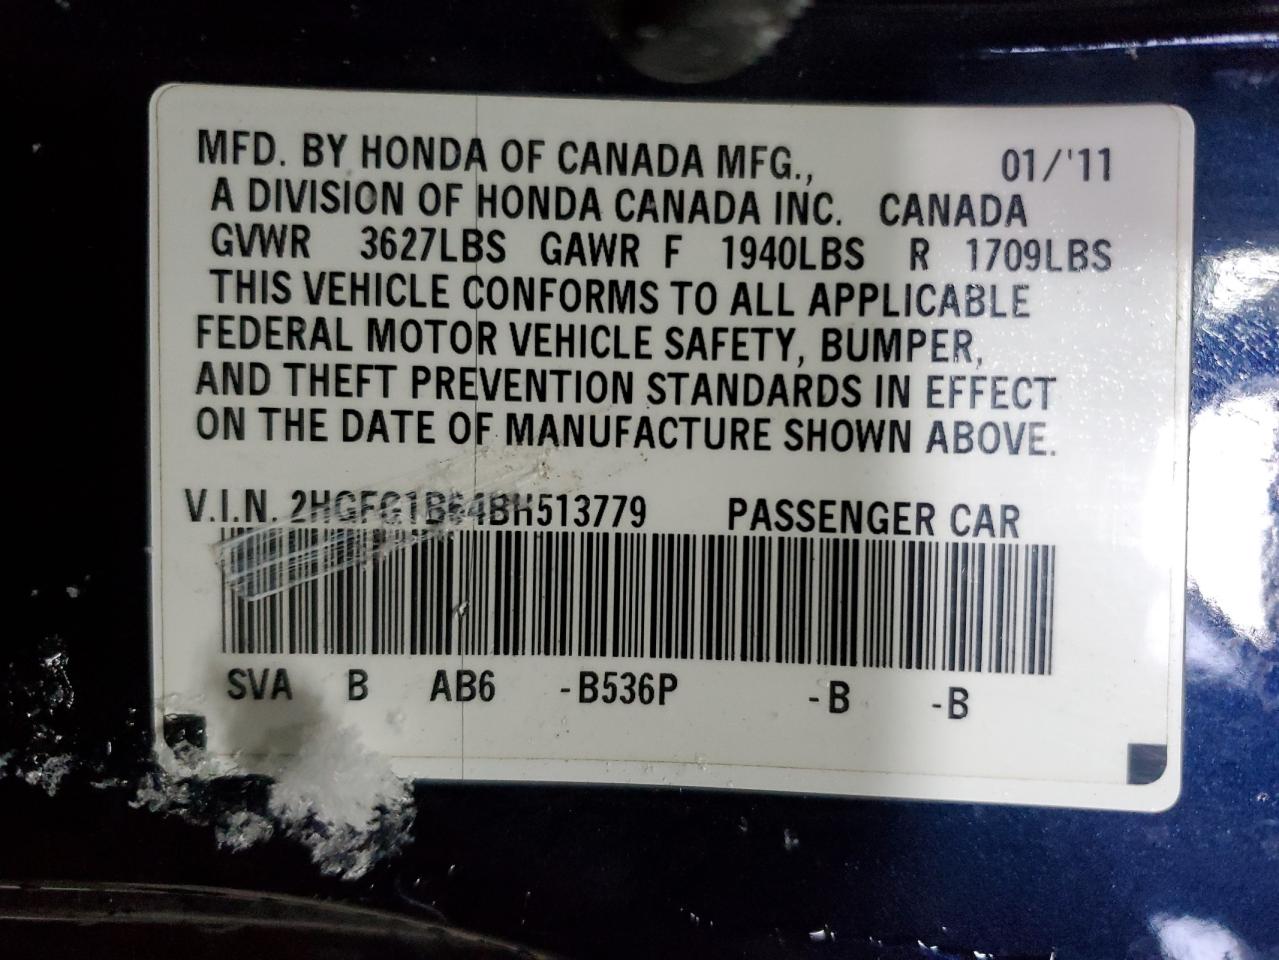 MFD. BY HONDA OF CANADA MFG., 01/'11
A DIVISION OF HONDA CANADA INC. CANADA
GVWR 3627LBS GAWR F 1940LBS R 1709LBS
THIS VEHICLE CONFORMS TO ALL APPLICABLE
FEDERAL MOTOR VEHICLE SAFETY, BUMPER,
AND THEFT PREVENTION STANDARDS IN EFFECT
ON THE DATE OF MANUFACTURE SHOWN ABOVE.
V.I.N. 2HGFG1B64BH513779 PASSENGER CAR
SVA B AB6 -B536P -B -B